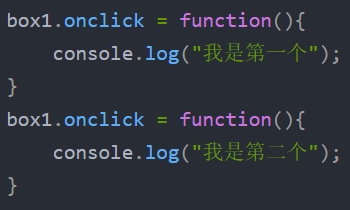 box1.onclick = function(){
    console.log("我是第一个");
}
box1.onclick = function(){
    console.log("我是第二个");
}